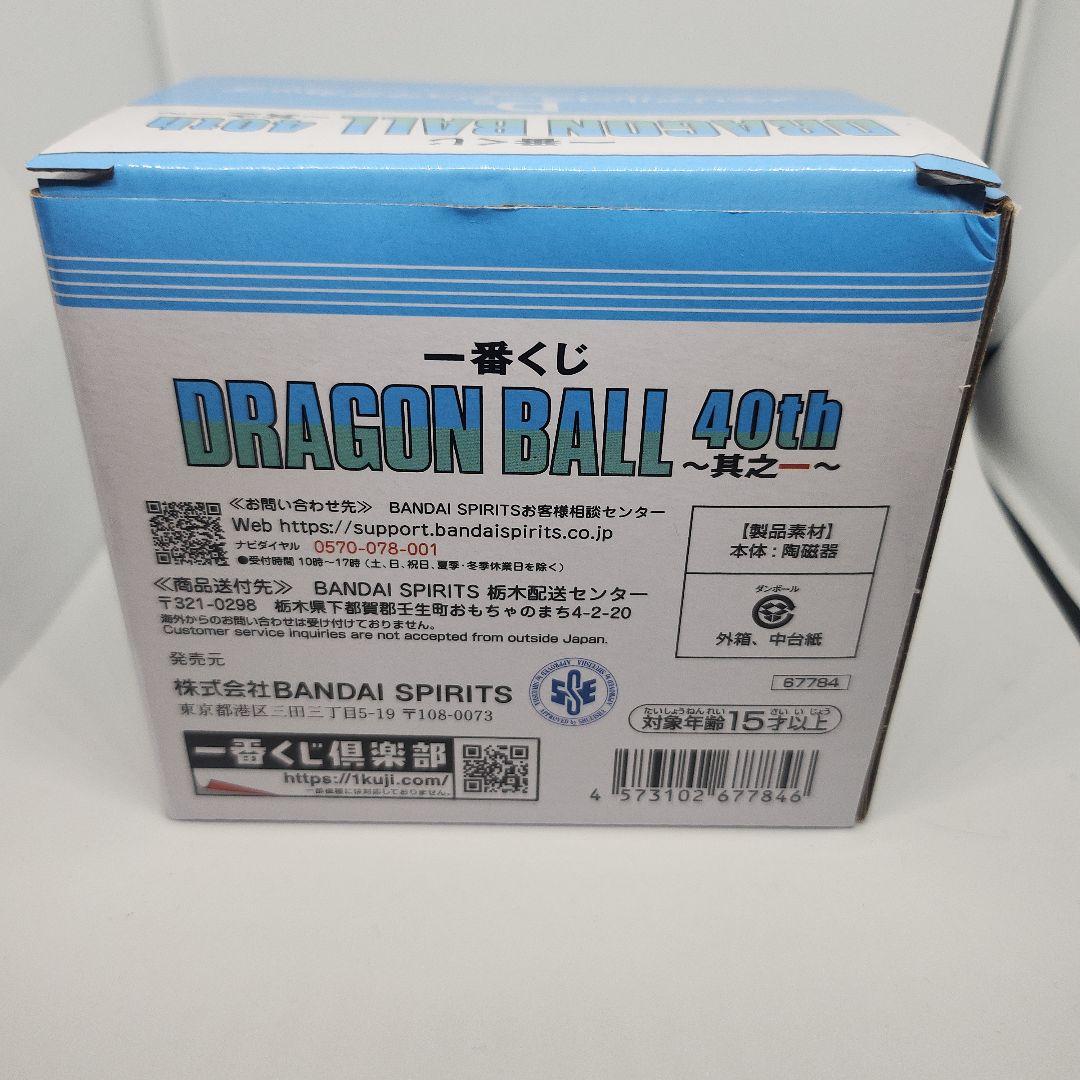 一番くじ
DRAGON BALL 40th
一番くじ
DRAGON BALL 40th
～其之一～
≪お問い合わせ先≫ BANDAI SPIRITSお客様相談センター
Web https://support.bandaispirits.co.jp
ナビダイヤル 0570-078-001
●受付時間 10時～17時 (土、日、祝日、夏季・冬季休業日を除く)
≪商品送付先≫ BANDAI SPIRITS 栃木配送センター
〒321-0298 栃木県下都賀郡壬生町おもちゃのまち4-2-20
海外からのお問い合わせは受け付けておりません。
Customer service inquiries are not accepted from outside Japan.
発売元
株式会社BANDAI SPIRITS
東京都港区三田三丁目5-19 〒108-0073
一番くじ倶楽部
https://1kuji.com/
【製品素材】
本体：陶磁器
ダンボール
外箱、中台紙
67784
たいしょうねんれい さい いじょう
対象年齢15才以上
4 573102 677846